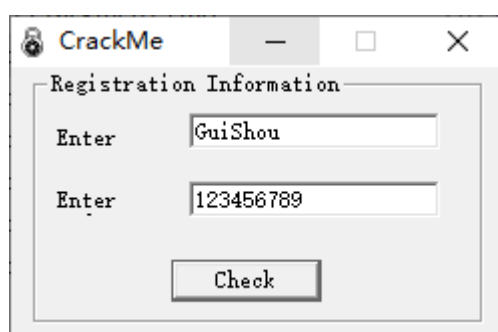 CrackMe
Registration Information
Enter
GuiShou
Enter
123456789
Check